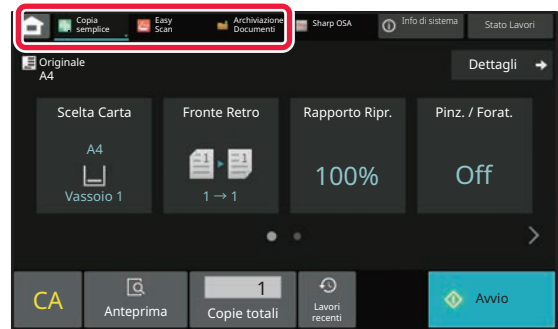 Copia semplice
Easy Scan
Archiviazione Documenti
Sharp OSA
Info di sistema
Stato Lavori
Originale
A4
Dettagli
Scelta Carta
Fronte Retro
Rapporto Ripr.
Pinz. / Forat.
A4
Vassoio 1
1 → 1
100%
Off
CA
Anteprima
1
Copie totali
Lavori recenti
Avvio